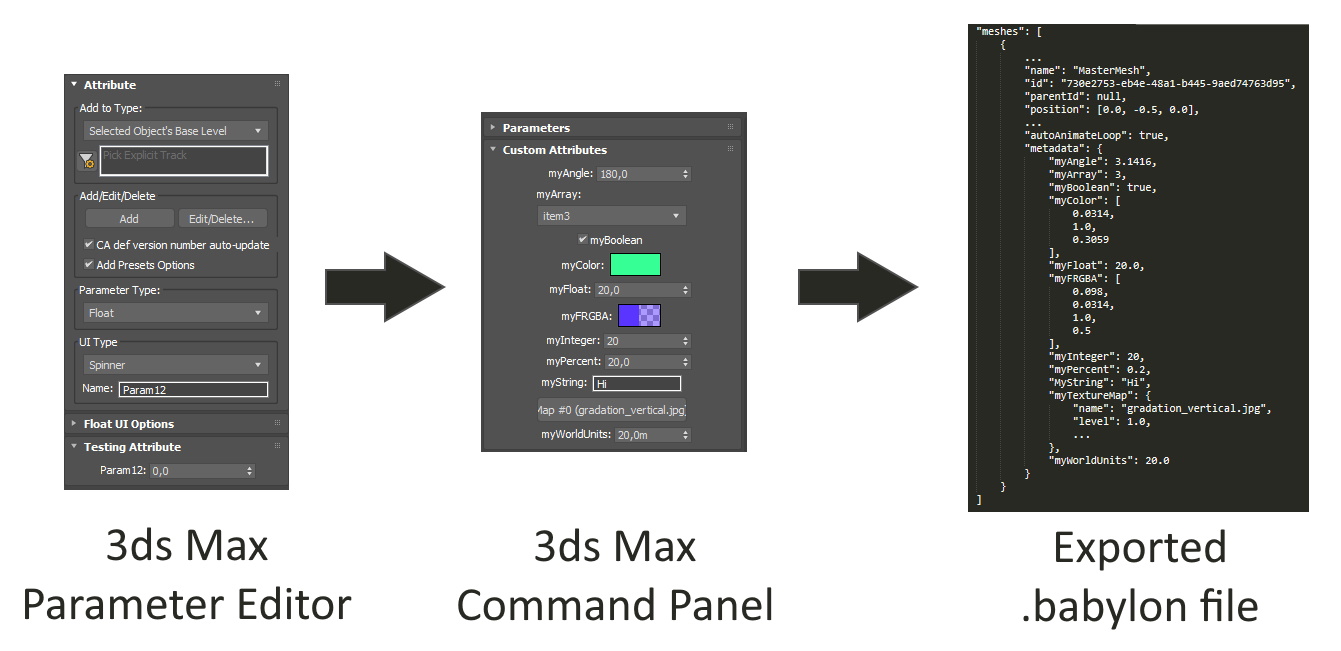 Attribute
Add to Type:
Selected Object's Base Level
Pick Explicit Track
Add/Edit/Delete
Add Edit/Delete...
CA def version number auto-update
Add Presets Options
Parameter Type:
Float
UI Type
Spinner
Name: Param12
Float UI Options
Testing Attribute
Param12: 0,0
3ds Max
Parameter Editor
Parameters
Custom Attributes
myAngle: 180,0
myArray:
item3
myBoolean
myColor:
myFloat: 20,0
myFRGBA:
myInteger: 20
myPercent: 20,0
myString: Hi
Map #0 (gradation_vertical.jpg)
myWorldUnits: 20,0m
3ds Max
Command Panel
"meshes": [
{
...
"name": "MasterMesh",
"id": "730e2753-eb4e-48a1-b445-9aed74763d95",
"parentId": null,
"position": [0.0, -0.5, 0.0],
...
"autoAnimateLoop": true,
"metadata": {
"myAngle": 3.1416,
"myArray": 3,
"myBoolean": true,
"myColor": [
0.0314,
1.0,
0.3059
],
"myFloat": 20.0,
"myFRGBA": [
0.098,
0.0314,
1.0,
0.5
],
"myInteger": 20,
"myPercent": 0.2,
"MyString": "Hi",
"myTextureMap": {
"name": "gradation_vertical.jpg",
"level": 1.0,
...
},
"myWorldUnits": 20.0
}
}
]
Exported
.babylon file